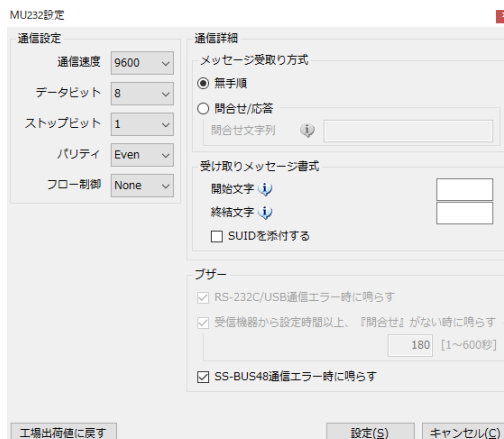 MU232設定
通信設定
通信速度 9600
データビット 8
ストップビット 1
パリティ Even
フロー制御 None
通信詳細
メッセージ受取り方式
無手順
問合せ/応答
問合せ文字列
受け取りメッセージ書式
開始文字
終結文字
SUIDを添付する
ブザー
RS-232C/USB通信エラー時に鳴らす
受信機器から設定時間以上、『問合せ』がない時に鳴らす
180 [1～600秒]
SS-BUS48通信エラー時に鳴らす
工場出荷値に戻す 設定(S) キャンセル(C)